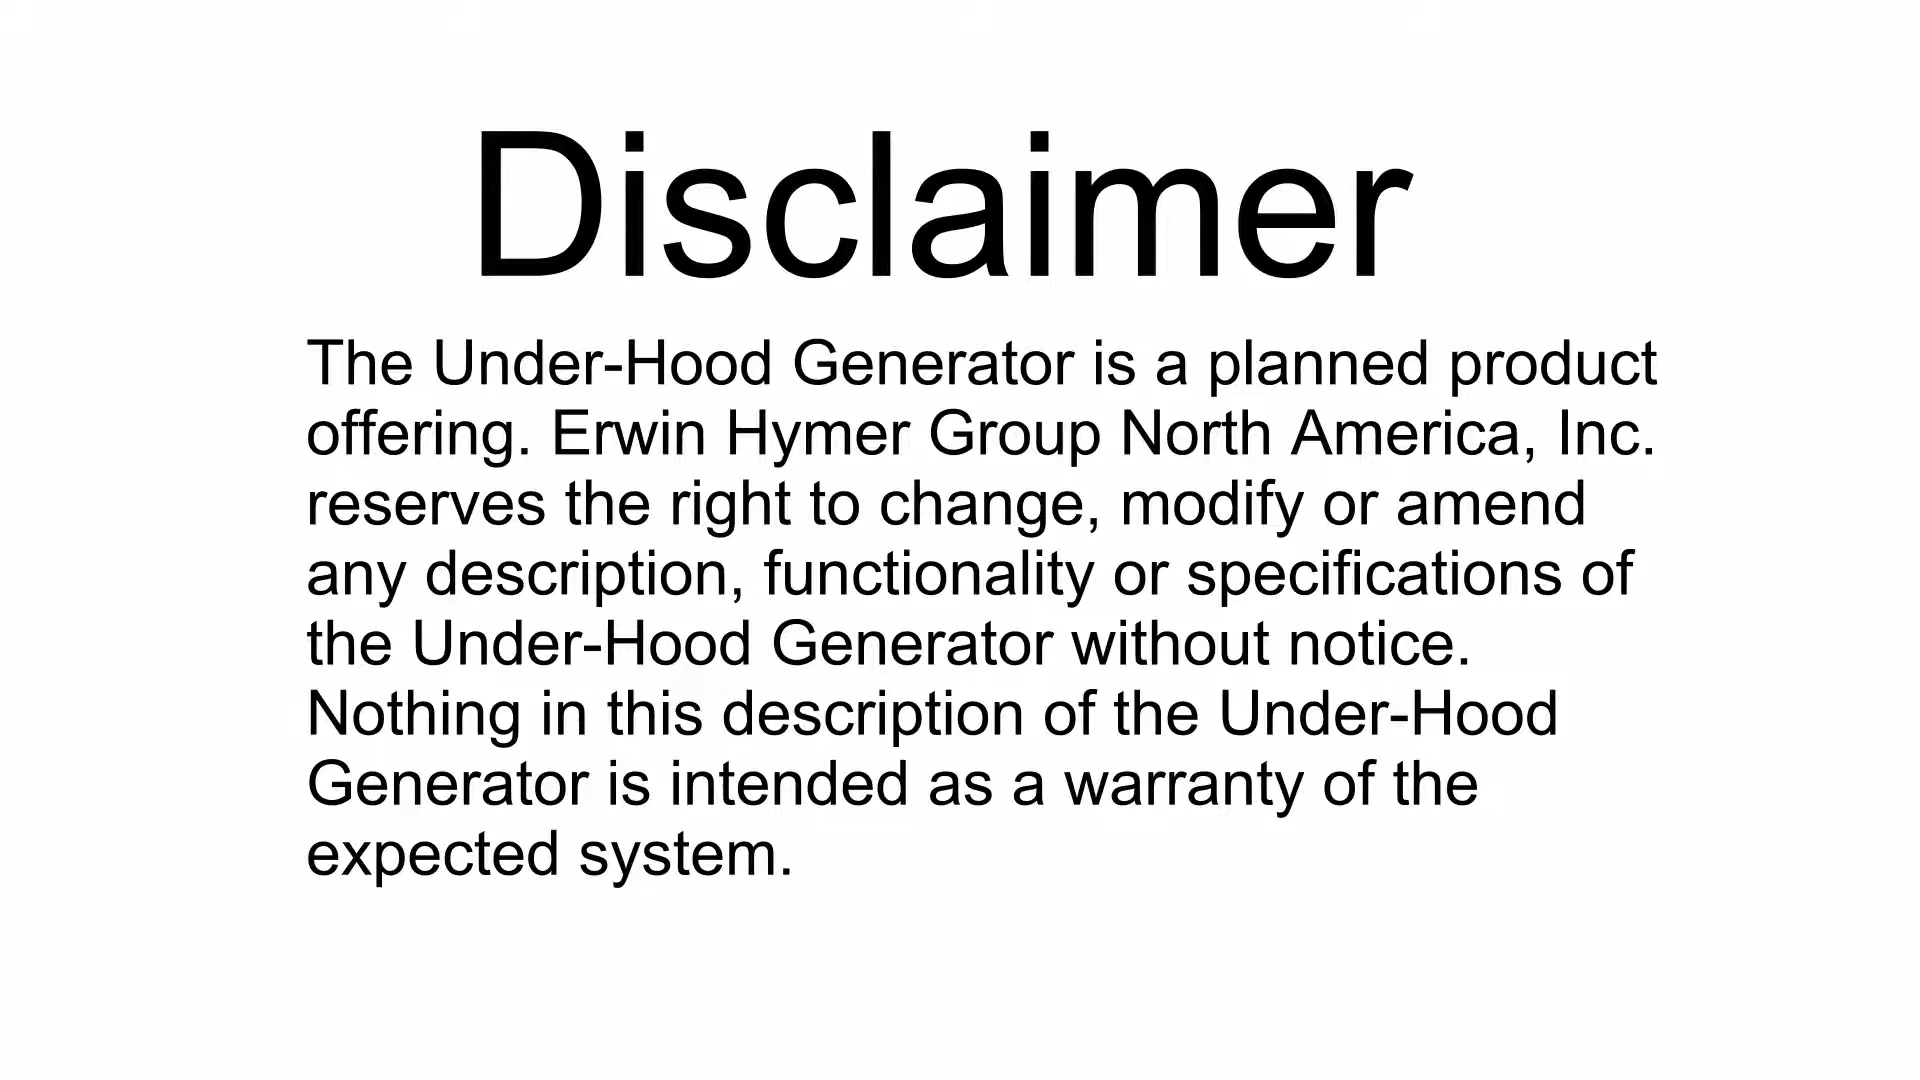 Disclaimer
The Under-Hood Generator is a planned product
offering. Erwin Hymer Group North America, Inc.
reserves the right to change, modify or amend
any description, functionality or specifications of
the Under-Hood Generator without notice.
Nothing in this description of the Under-Hood
Generator is intended as a warranty of the
expected system.